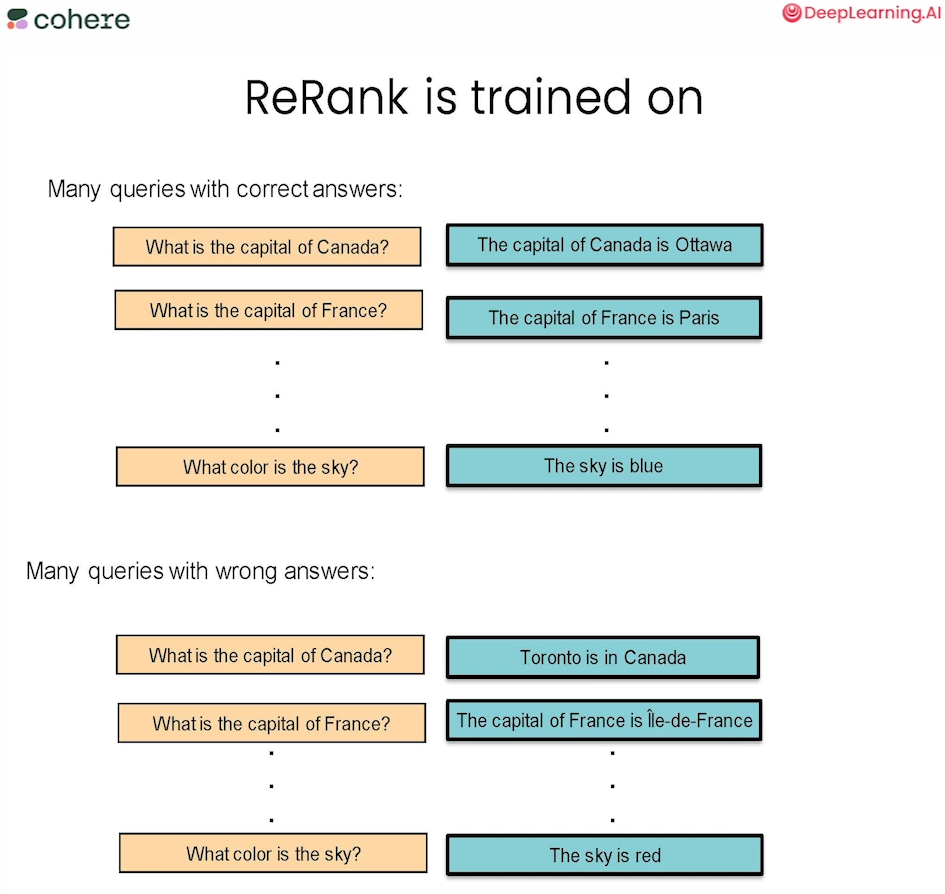 cohere
DeepLearning.AI
ReRank is trained on
Many queries with correct answers:
What is the capital of Canada?
The capital of Canada is Ottawa
What is the capital of France?
The capital of France is Paris
. .
. .
. .
What color is the sky?
The sky is blue
Many queries with wrong answers:
What is the capital of Canada?
Toronto is in Canada
What is the capital of France?
The capital of France is Île-de-France
. .
. .
. .
What color is the sky?
The sky is red